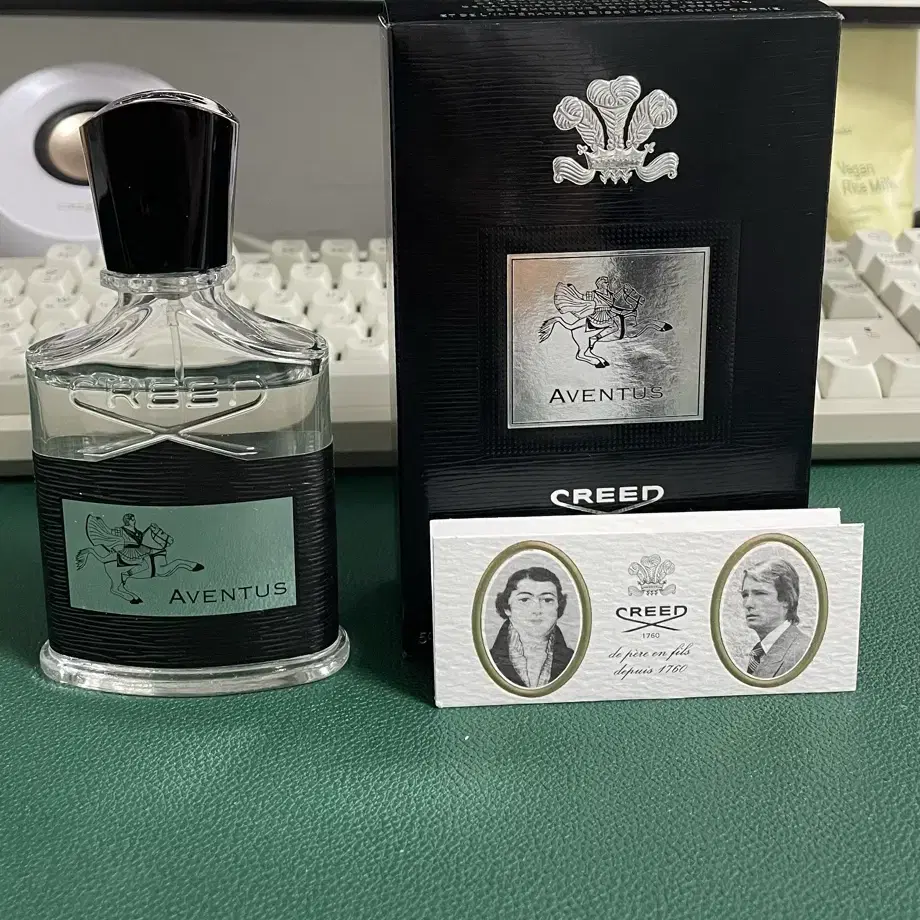 CREED
AVENTUS
AVENTUS
CREED
CREED
1760
de père en fils
depuis 1760
Vegan
Rice Milk